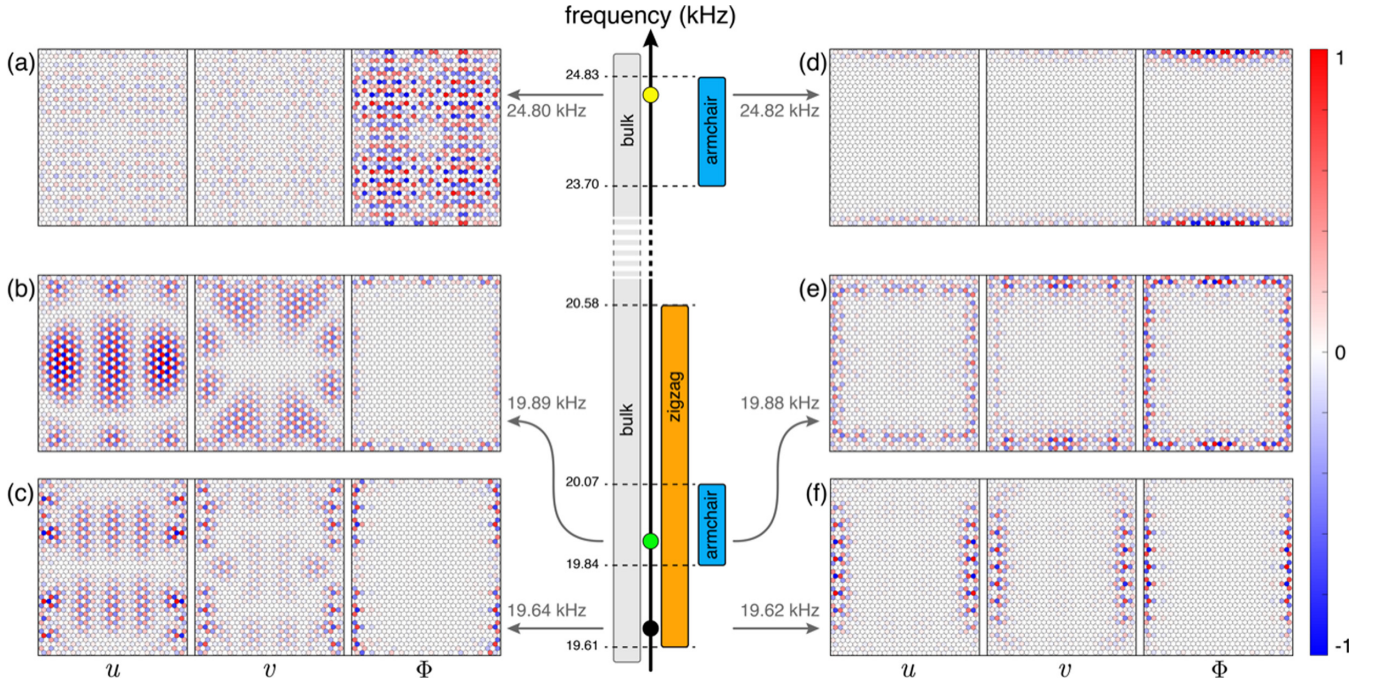 frequency (kHz)
(a)
24.80 kHz
24.83
bulk
armchair
23.70
24.82 kHz
(d)
1
(b)
19.89 kHz
20.58
bulk
zigzag
20.07
armchair
19.84
19.88 kHz
(e)
0
(c)
19.64 kHz
19.61
19.62 kHz
(f)
-1
u
v
Φ
u
v
Φ